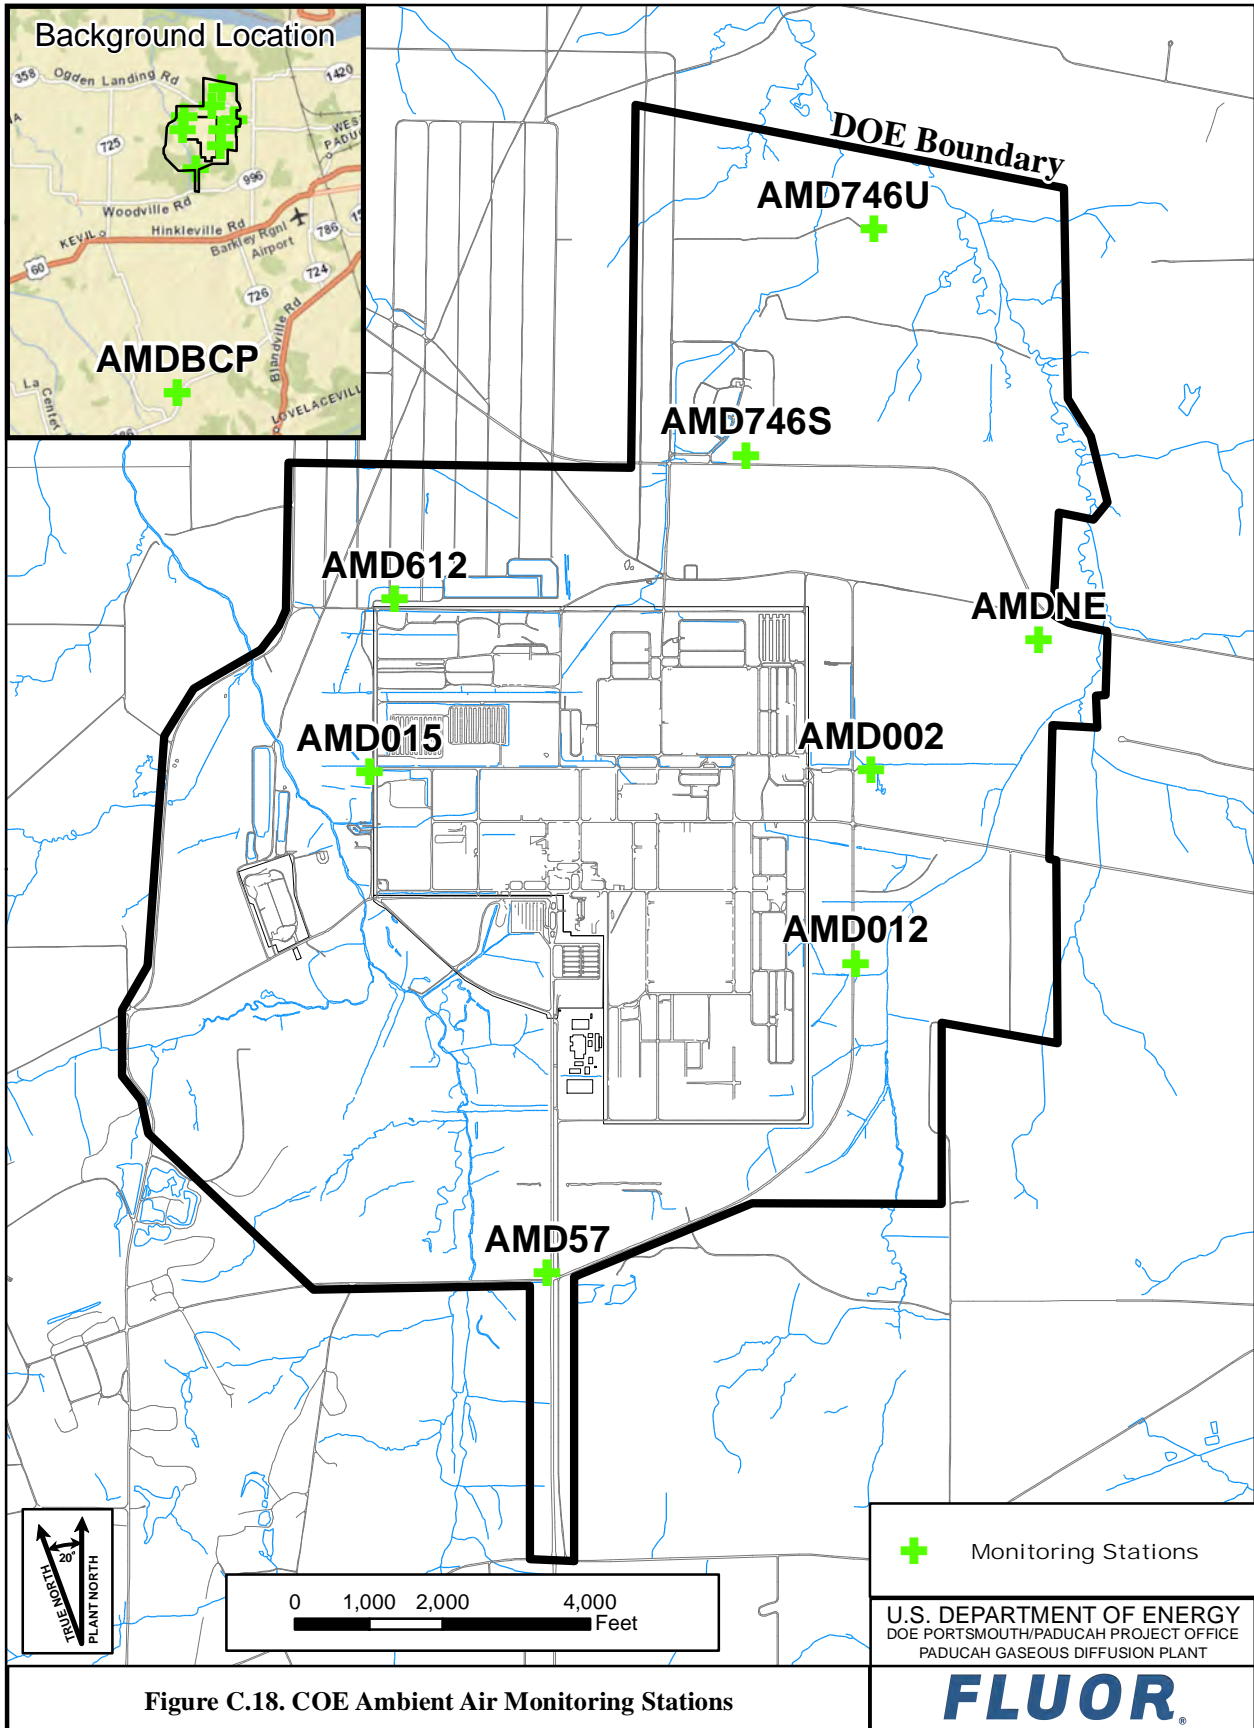 Background Location
358
Ogden Landing Rd
1420
WES
PADU
725
996
Woodville Rd
Hinkleville Rd
KEVIL
Barkley Rgnl
Airport
786
60
724
726
Blandville Rd
AMDBCP
La
Center
LOVELACEVILL
DOE Boundary
AMD746U
AMD746S
AMD612
AMDNE
AMD015
AMD002
AMD012
AMD57
20°
TRUE NORTH
PLANT NORTH
0 1,000 2,000 4,000
Feet
Monitoring Stations
U.S. DEPARTMENT OF ENERGY
DOE PORTSMOUTH/PADUCAH PROJECT OFFICE
PADUCAH GASEOUS DIFFUSION PLANT
Figure C.18. COE Ambient Air Monitoring Stations
FLUOR®